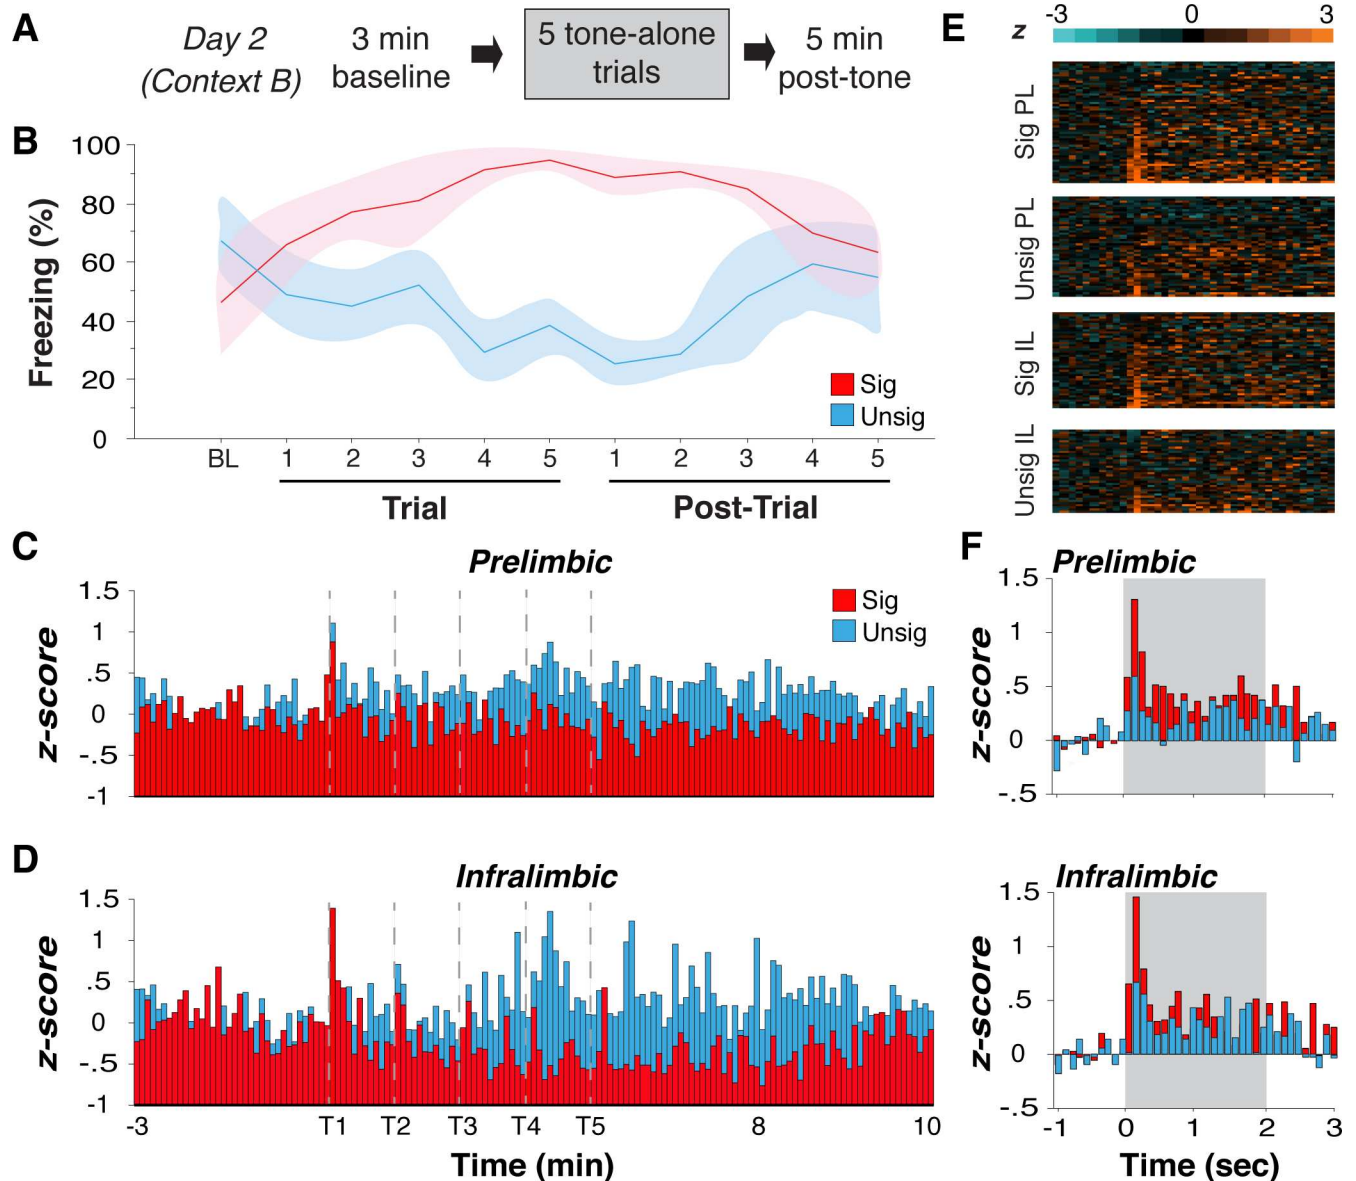 A
Day 2
(Context B)
3 min
baseline
5 tone-alone
trials
5 min
post-tone
B
100
80
60
40
20
0
Freezing (%)
Sig
Unsig
BL 1 2 3 4 5 1 2 3 4 5
Trial Post-Trial
C
Prelimbic
1.5
1
.5
0
-.5
-1
z-score
Sig
Unsig
D
Infralimbic
1.5
1
.5
0
-.5
-1
z-score
-3 T1 T2 T3 T4 T5 8 10
Time (min)
E
z
-3 0 3
Sig PL
Unsig PL
Sig IL
Unsig IL
F
Prelimbic
1.5
1
.5
0
-.5
z-score
Infralimbic
1.5
1
.5
0
-.5
z-score
-1 0 1 2 3
Time (sec)